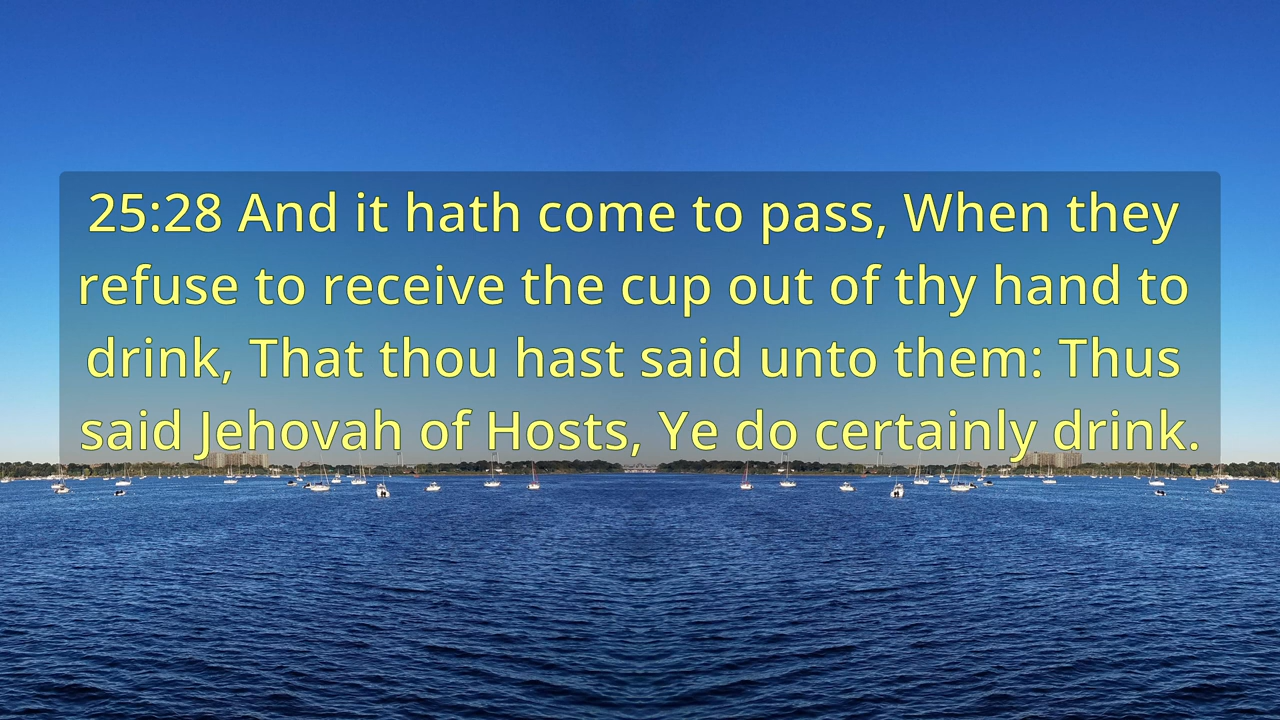 25:28 And it hath come to pass, When they
refuse to receive the cup out of thy hand to
drink, That thou hast said unto them: Thus
said Jehovah of Hosts, Ye do certainly drink.